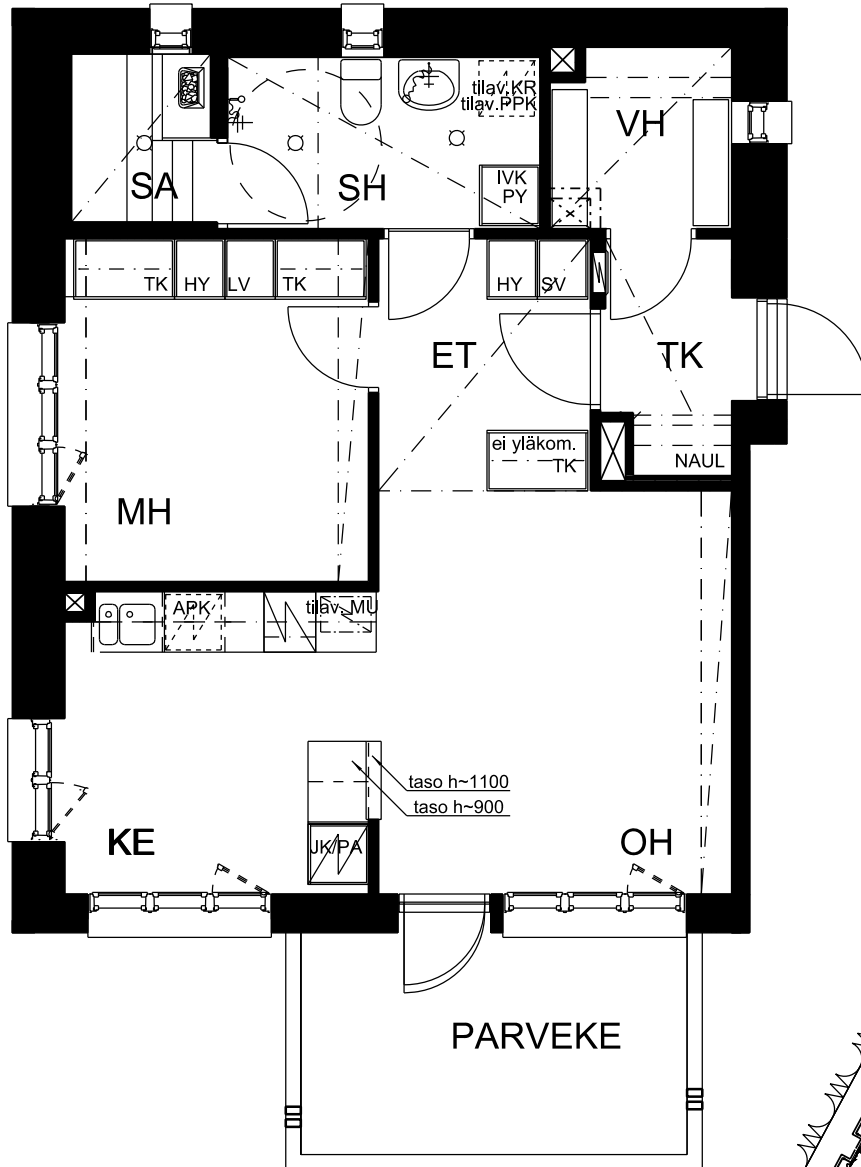 tilav.KR
tilav.PPK
VH
SA
SH
IVK
PY
TK
HY
LV
TK
HY
SV
ET
TK
ei yläkom.
TK
NAUL
MH
APK
tilav. MU
taso h~1100
taso h~900
KE
JK/PA
OH
PARVEKE